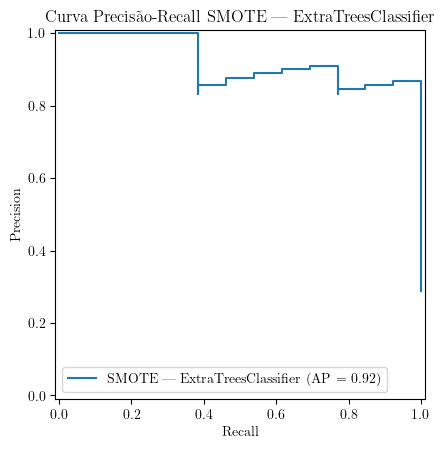 Curva Precisão-Recall SMOTE — ExtraTreesClassifier
1.0
0.8
0.6
0.4
0.2
0.0
Precision
SMOTE — ExtraTreesClassifier (AP = 0.92)
0.0 0.2 0.4 0.6 0.8 1.0
Recall